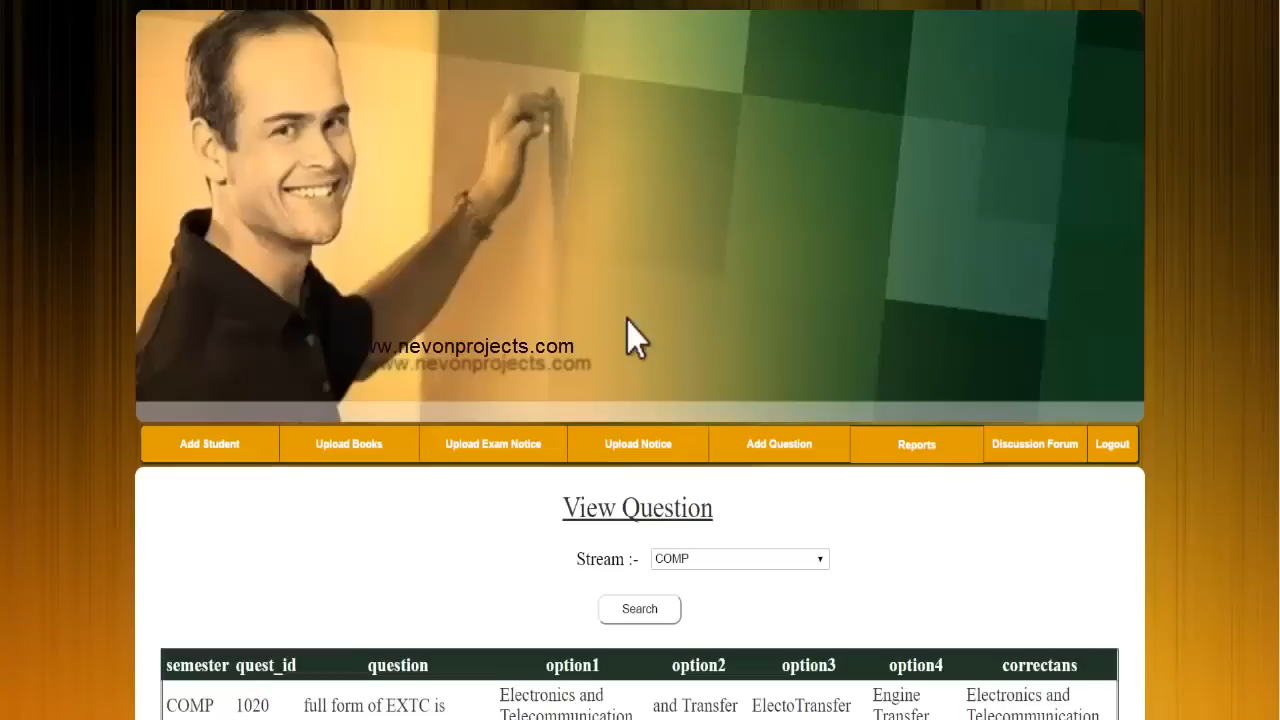 www.nevonprojects.com
www.nevonprojects.com
Add Student Upload Books Upload Exam Notice Upload Notice Add Question Reports Discussion Forum Logout
View Question
Stream :- COMP
Search
semester quest_id question option1 option2 option3 option4 correctans
COMP 1020 full form of EXTC is Electronics and Telecommunication and Transfer ElectoTransfer Engine Transfer Electronics and Telecommunication